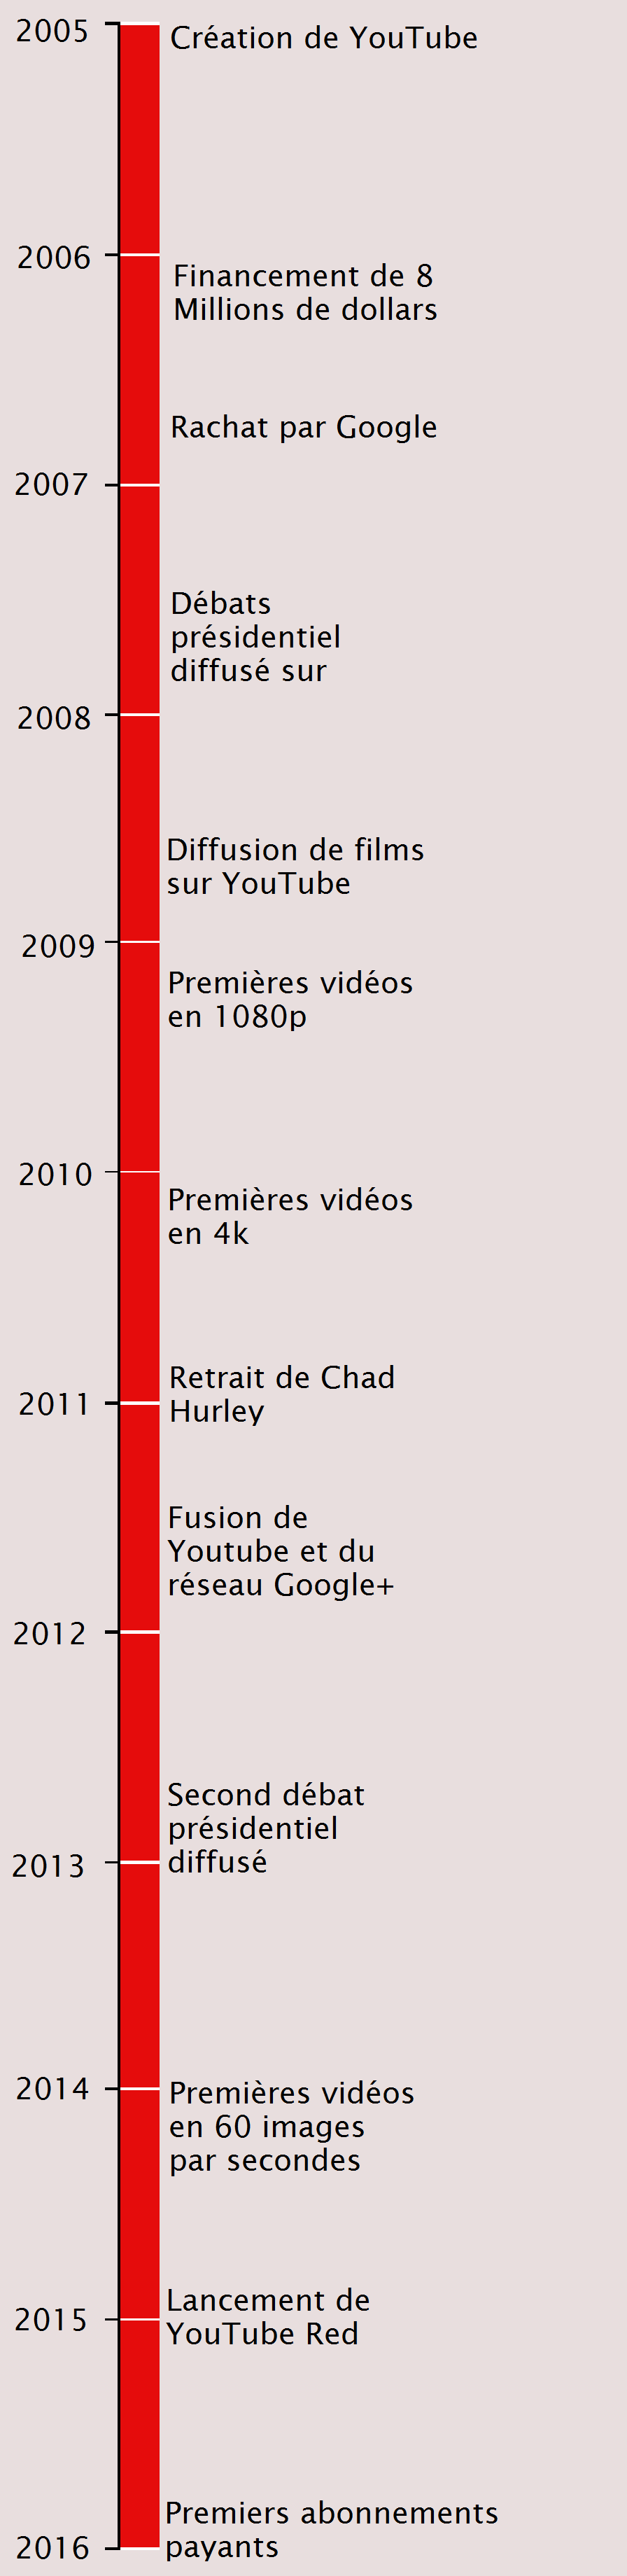 2005
Création de YouTube
2006
Financement de 8
Millions de dollars
Rachat par Google
2007
Débats
présidentiel
diffusé sur
2008
Diffusion de films
sur YouTube
2009
Premières vidéos
en 1080p
2010
Premières vidéos
en 4k
Retrait de Chad
2011
Hurley
Fusion de
Youtube et du
réseau Google+
2012
Second débat
présidentiel
2013
diffusé
2014
Premières vidéos
en 60 images
par secondes
Lancement de
2015
YouTube Red
Premiers abonnements
2016
payants